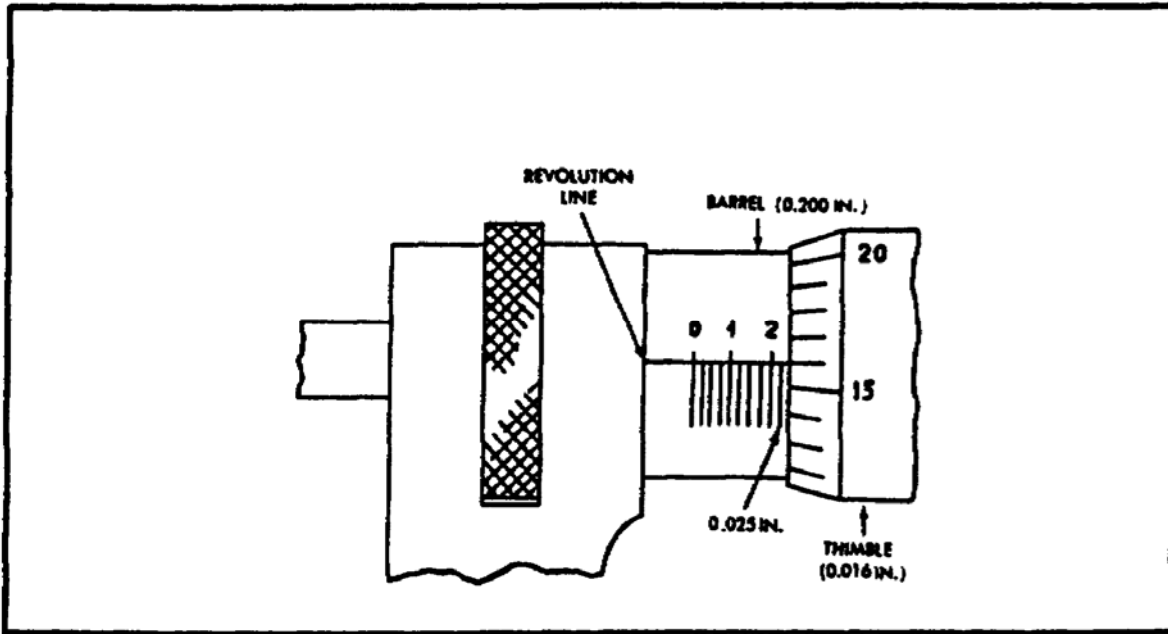 REVOLUTION
LINE
BARREL (0.200 IN.)
20
0 1 2
15
0.025 IN.
THIMBLE
(0.016 IN.)